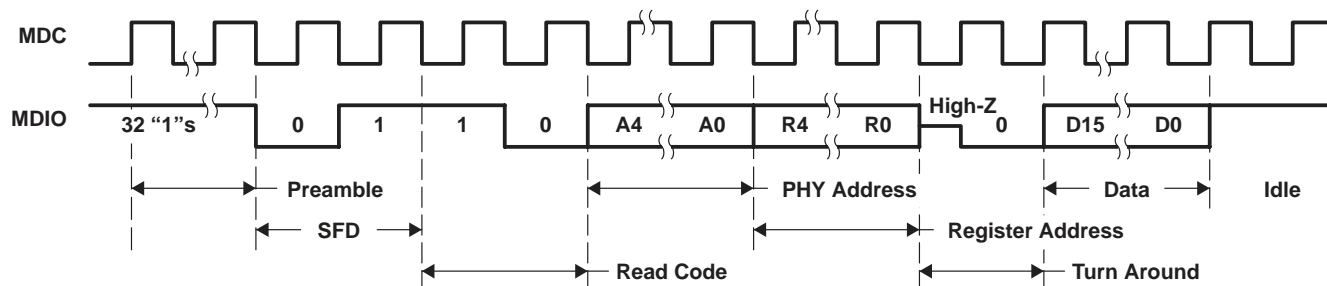 MDC
MDIO
32 “1”s 0 1 1 0 A4 A0 R4 R0 High-Z 0 D15 D0
Preamble PHY Address Data Idle
SFD Register Address
Read Code Turn Around